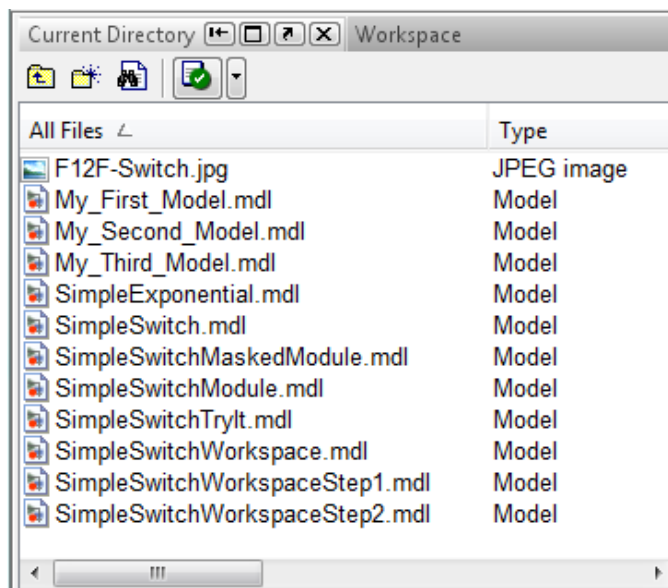 Current Directory Workspace
All Files Type
F12F-Switch.jpg JPEG image
My_First_Model.mdl Model
My_Second_Model.mdl Model
My_Third_Model.mdl Model
SimpleExponential.mdl Model
SimpleSwitch.mdl Model
SimpleSwitchMaskedModule.mdl Model
SimpleSwitchModule.mdl Model
SimpleSwitchTryIt.mdl Model
SimpleSwitchWorkspace.mdl Model
SimpleSwitchWorkspaceStep1.mdl Model
SimpleSwitchWorkspaceStep2.mdl Model